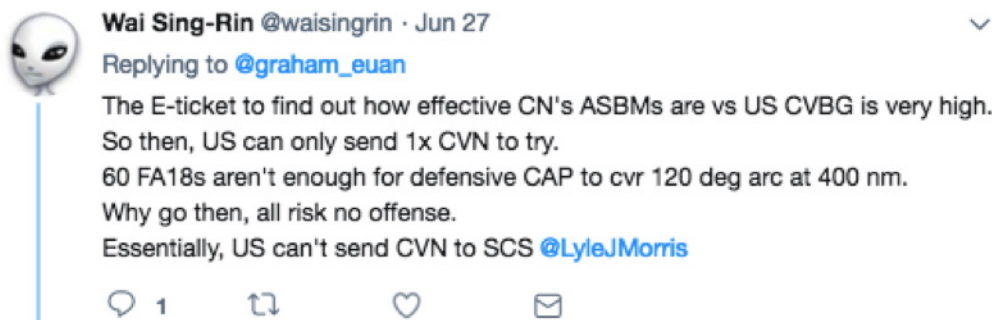 Wai Sing-Rin @waisingrin · Jun 27
Replying to @graham_euan
The E-ticket to find out how effective CN's ASBMs are vs US CVBG is very high.
So then, US can only send 1x CVN to try.
60 FA18s aren't enough for defensive CAP to cvr 120 deg arc at 400 nm.
Why go then, all risk no offense.
Essentially, US can't send CVN to SCS @LyleJMorris
1